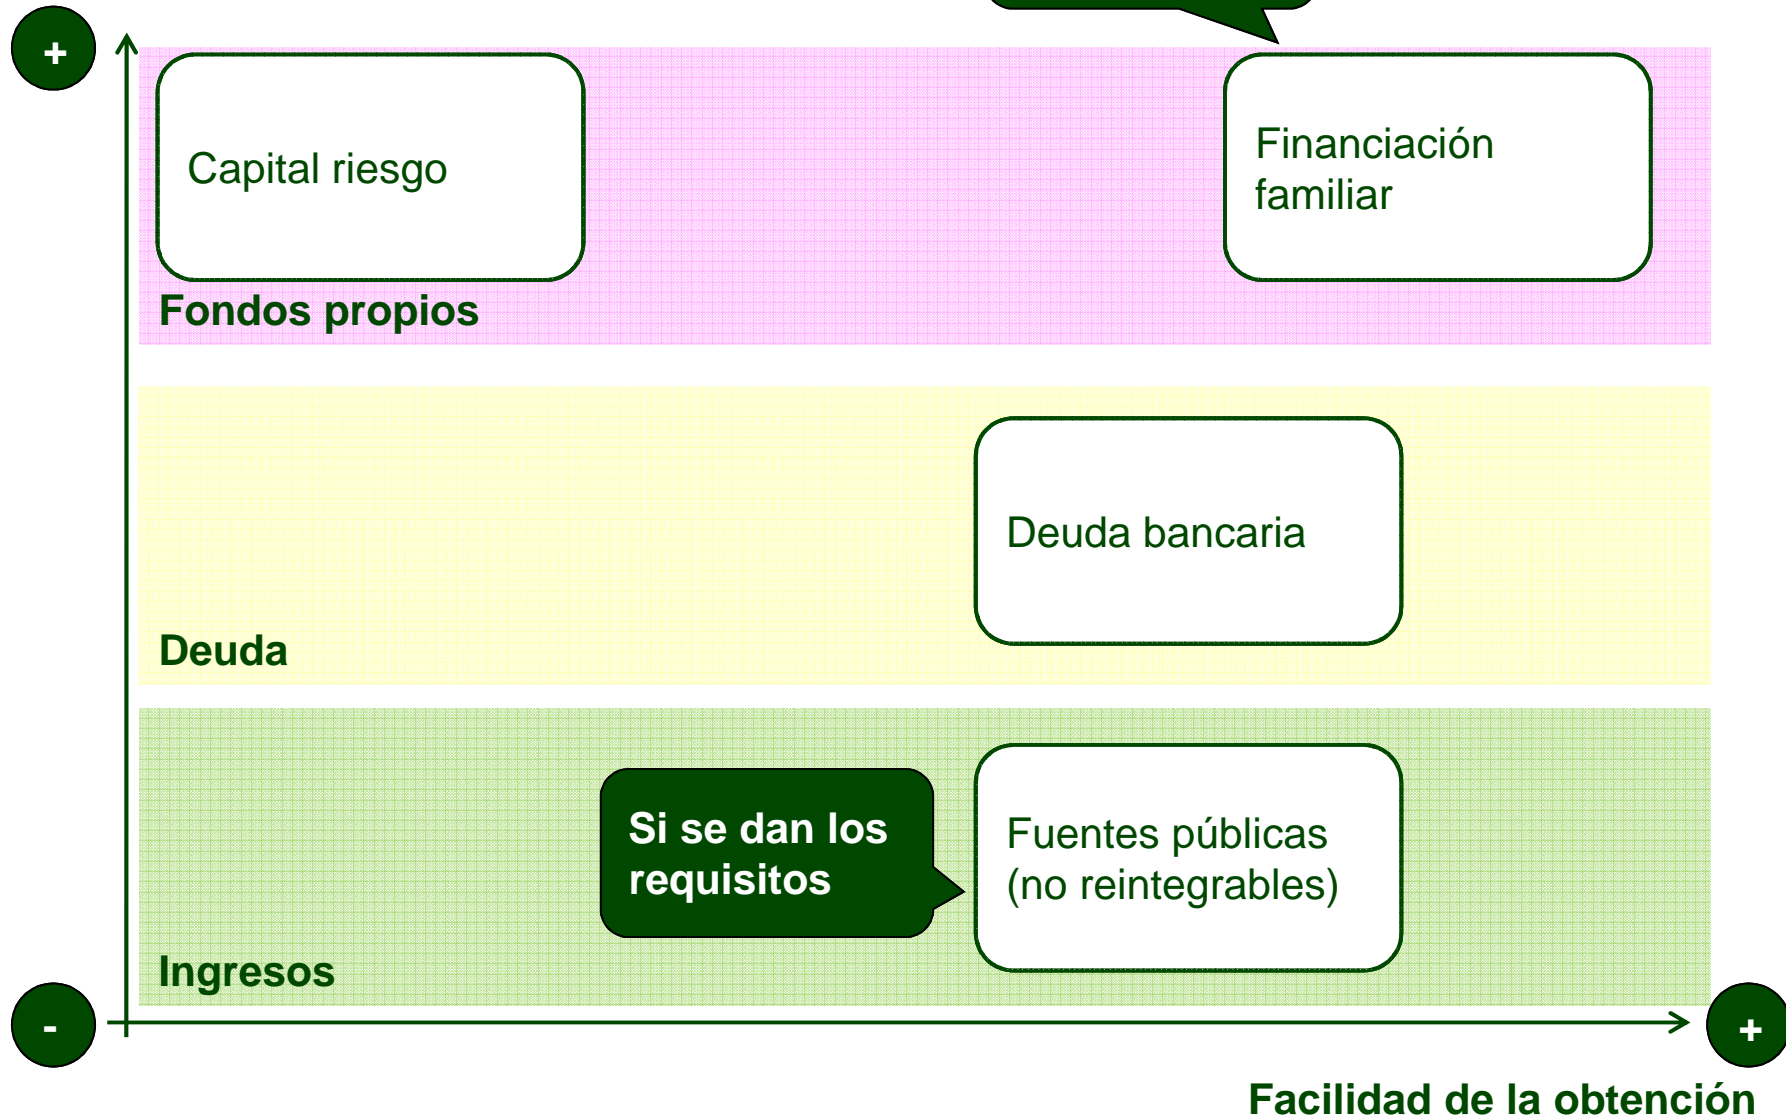 +
Capital riesgo
Financiación
familiar
Fondos propios
Deuda bancaria
Deuda
Si se dan los
requisitos
Fuentes públicas
(no reintegrables)
Ingresos
-
+
Facilidad de la obtención